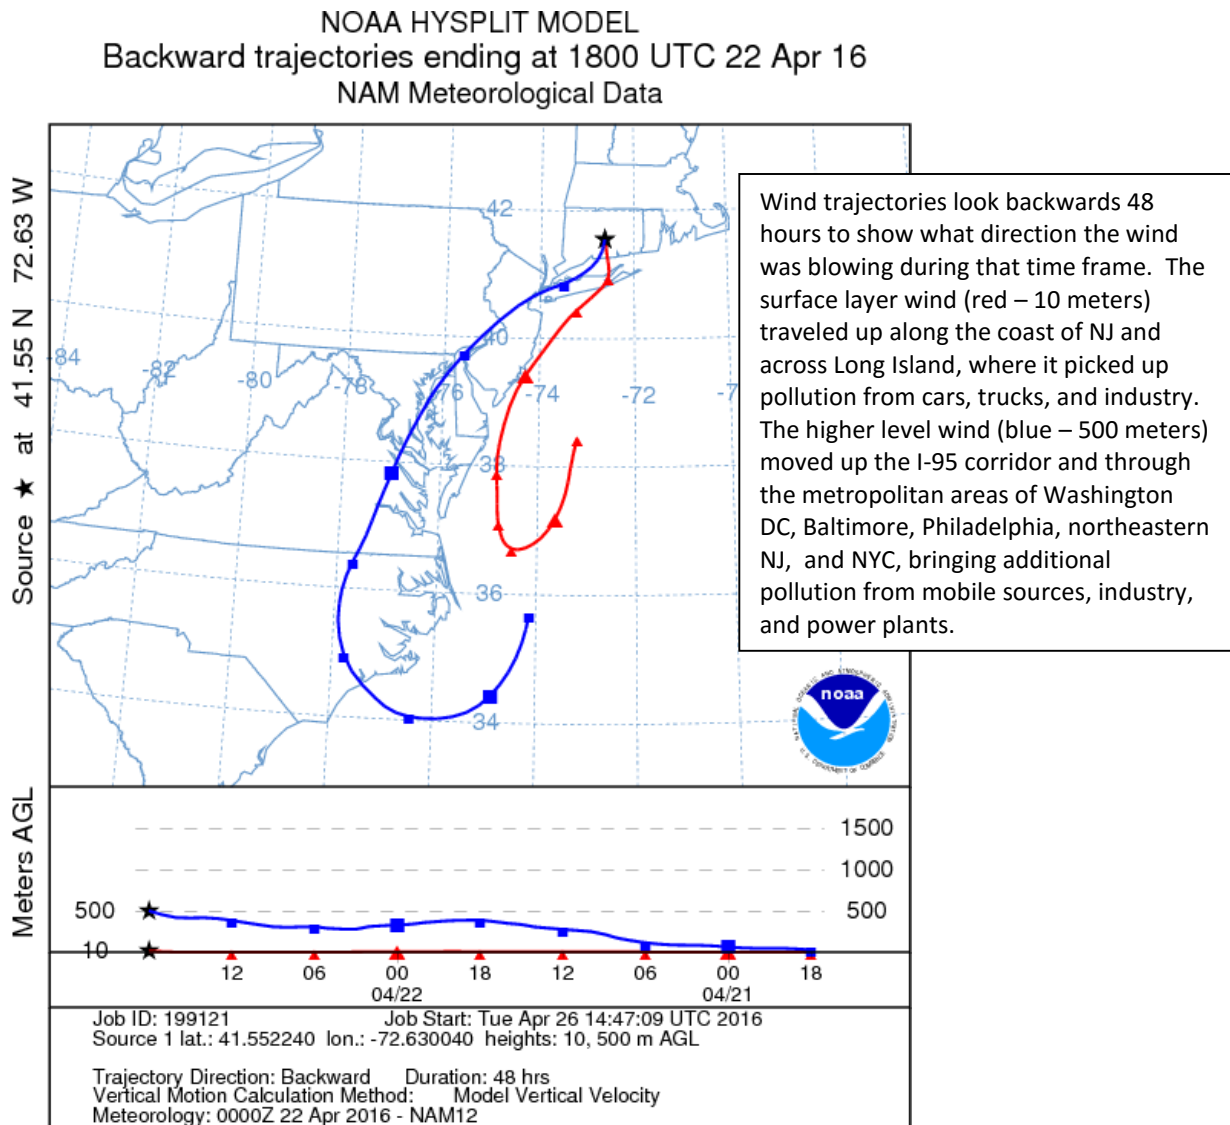 NOAA HYSPLIT MODEL
Backward trajectories ending at 1800 UTC 22 Apr 16
NAM Meteorological Data
Source ★ at 41.55 N 72.63 W
42
40
38
36
34
-84
-82
-80
-78
-76
-74
-72
-7
Wind trajectories look backwards 48
hours to show what direction the wind
was blowing during that time frame. The
surface layer wind (red – 10 meters)
traveled up along the coast of NJ and
across Long Island, where it picked up
pollution from cars, trucks, and industry.
The higher level wind (blue – 500 meters)
moved up the I-95 corridor and through
the metropolitan areas of Washington
DC, Baltimore, Philadelphia, northeastern
NJ, and NYC, bringing additional
pollution from mobile sources, industry,
and power plants.
NATIONAL OCEANIC AND ATMOSPHERIC ADMINISTRATION
noaa
U.S. DEPARTMENT OF COMMERCE
Meters AGL
1500
1000
500 500
10
12 06 00 18 12 06 00 18
04/22 04/21
Job ID: 199121 Job Start: Tue Apr 26 14:47:09 UTC 2016
Source 1 lat.: 41.552240 lon.: -72.630040 heights: 10, 500 m AGL
Trajectory Direction: Backward Duration: 48 hrs
Vertical Motion Calculation Method: Model Vertical Velocity
Meteorology: 0000Z 22 Apr 2016 - NAM12